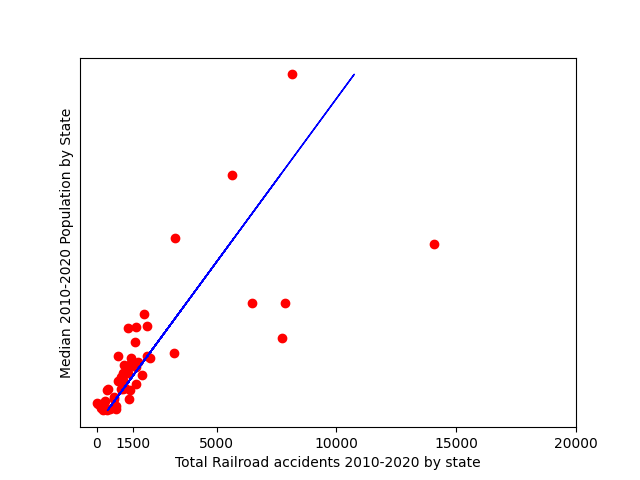 Median 2010-2020 Population by State
0 1500 5000 10000 15000 20000
Total Railroad accidents 2010-2020 by state